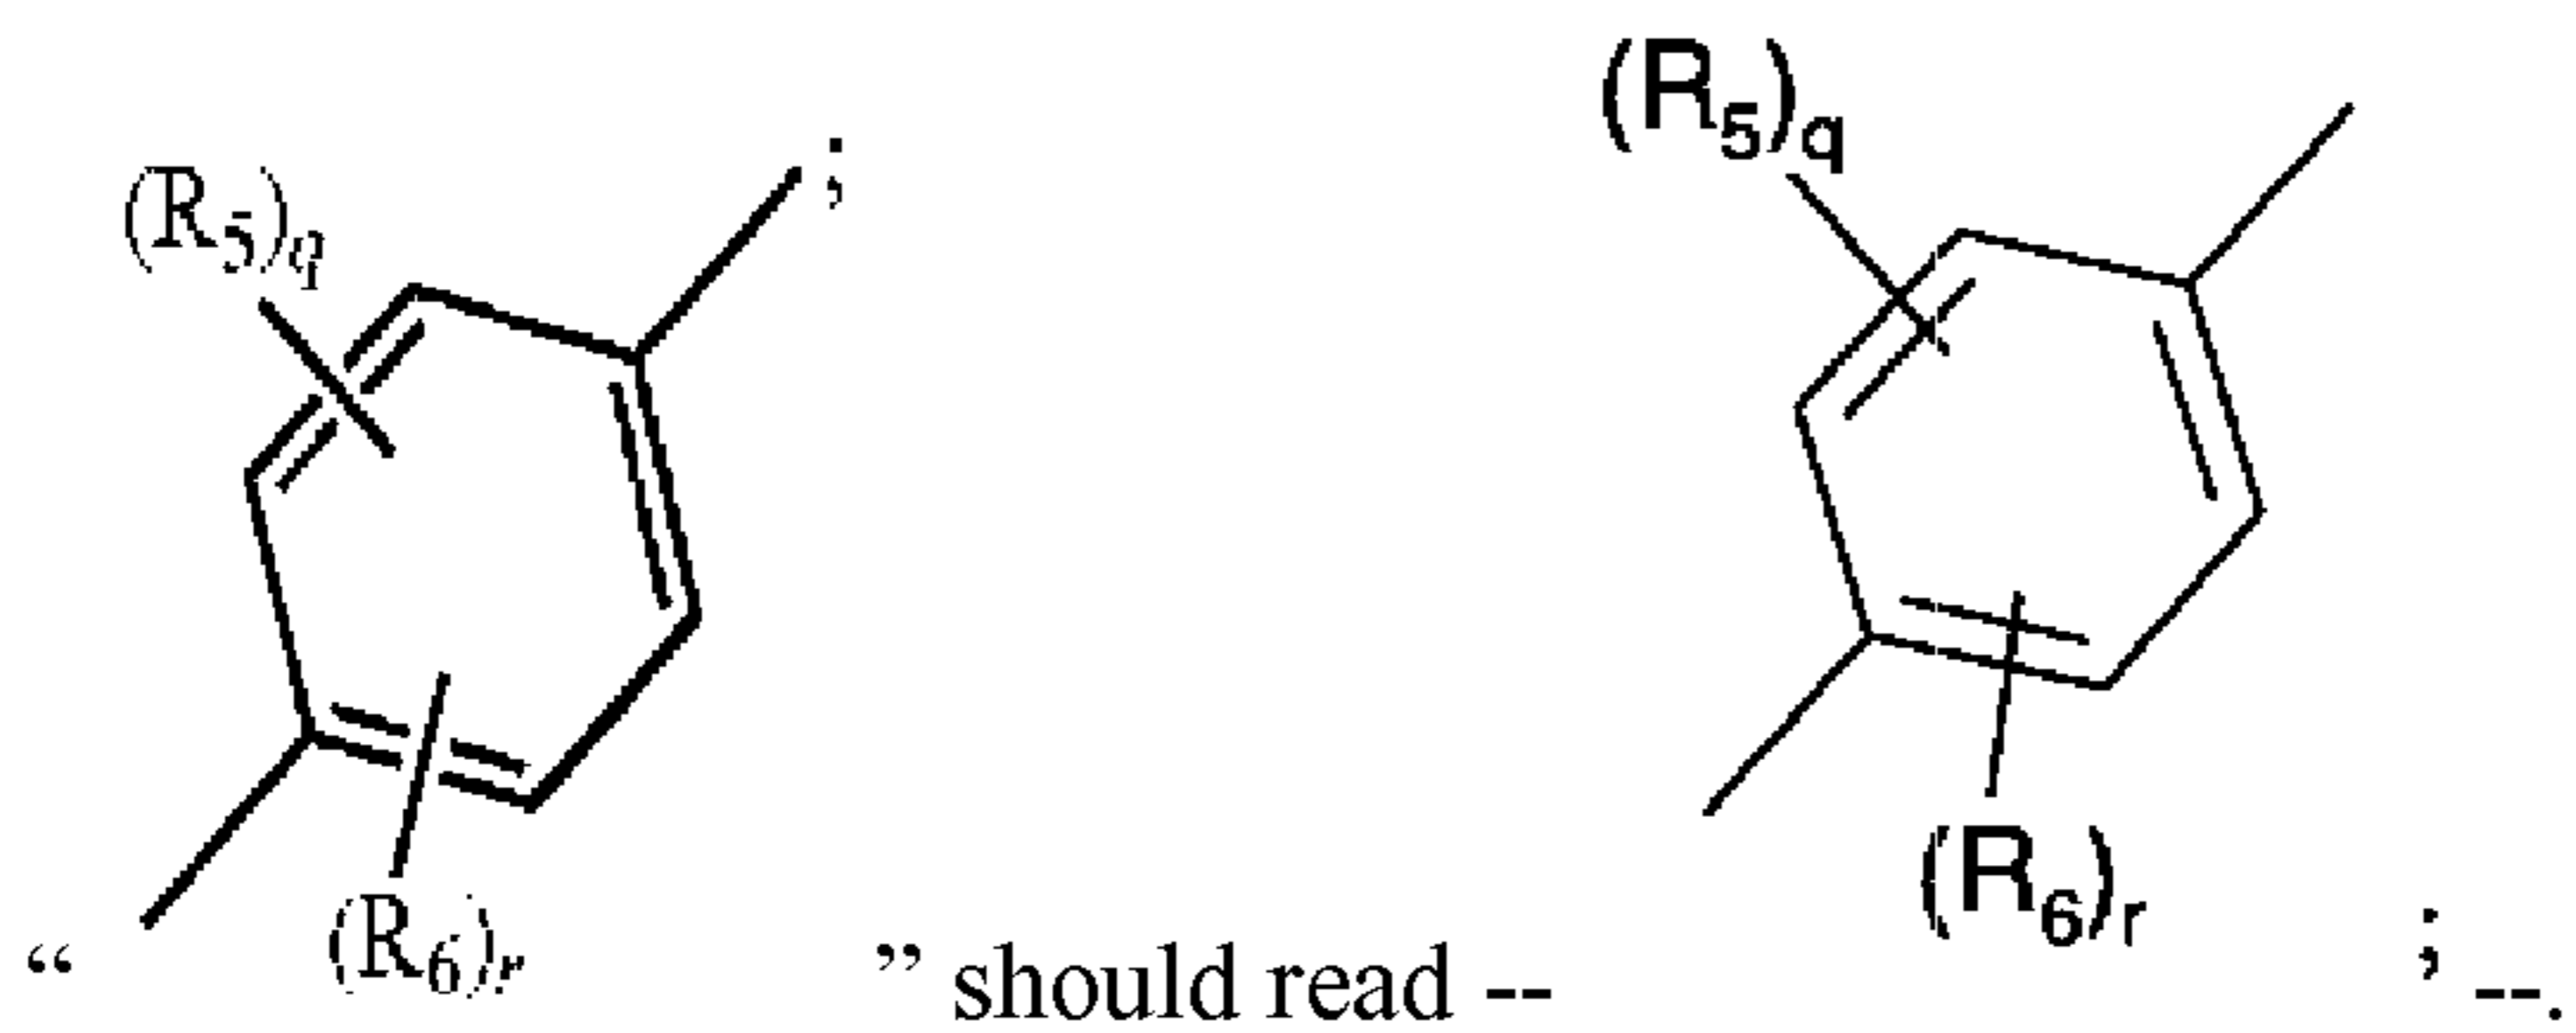 (R5)q ; (R5)q
“ (R6)r ” should read -- (R6)r ; --.